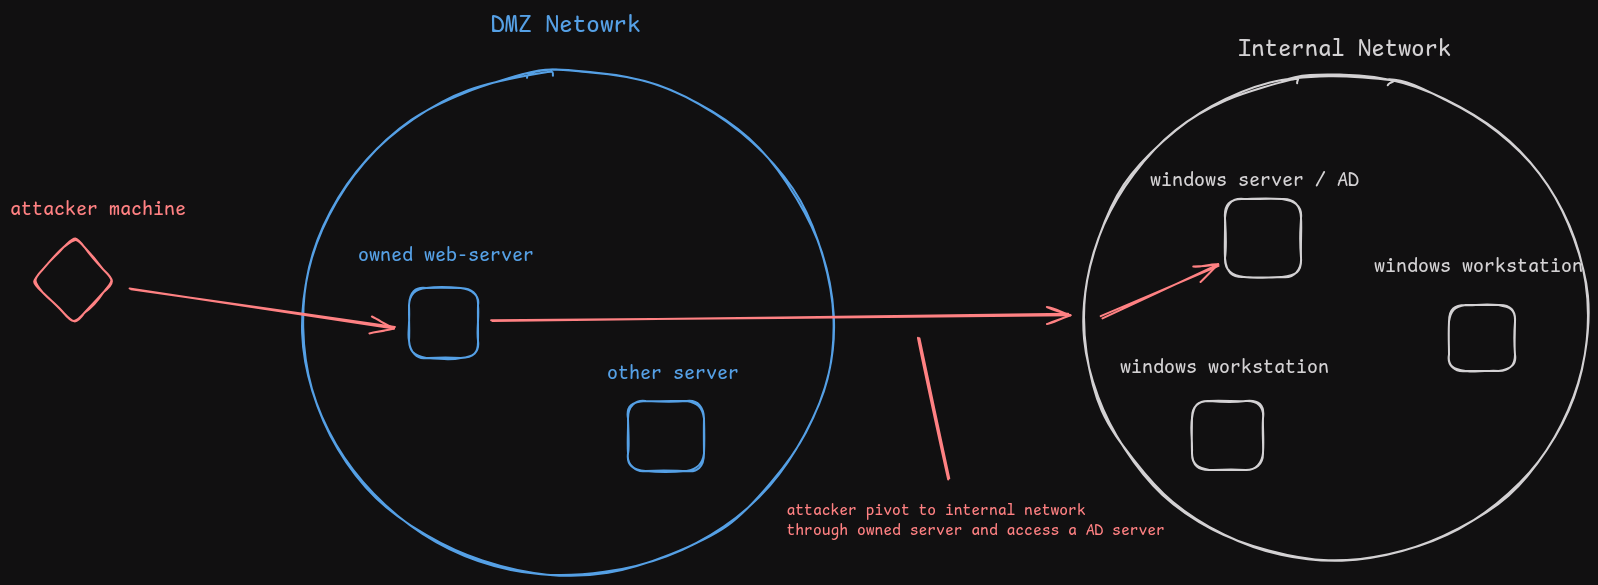 DMZ Netowrk
Internal Network
windows server / AD
attacker machine
owned web-server
windows workstation
other server
windows workstation
attacker pivot to internal network
through owned server and access a AD server